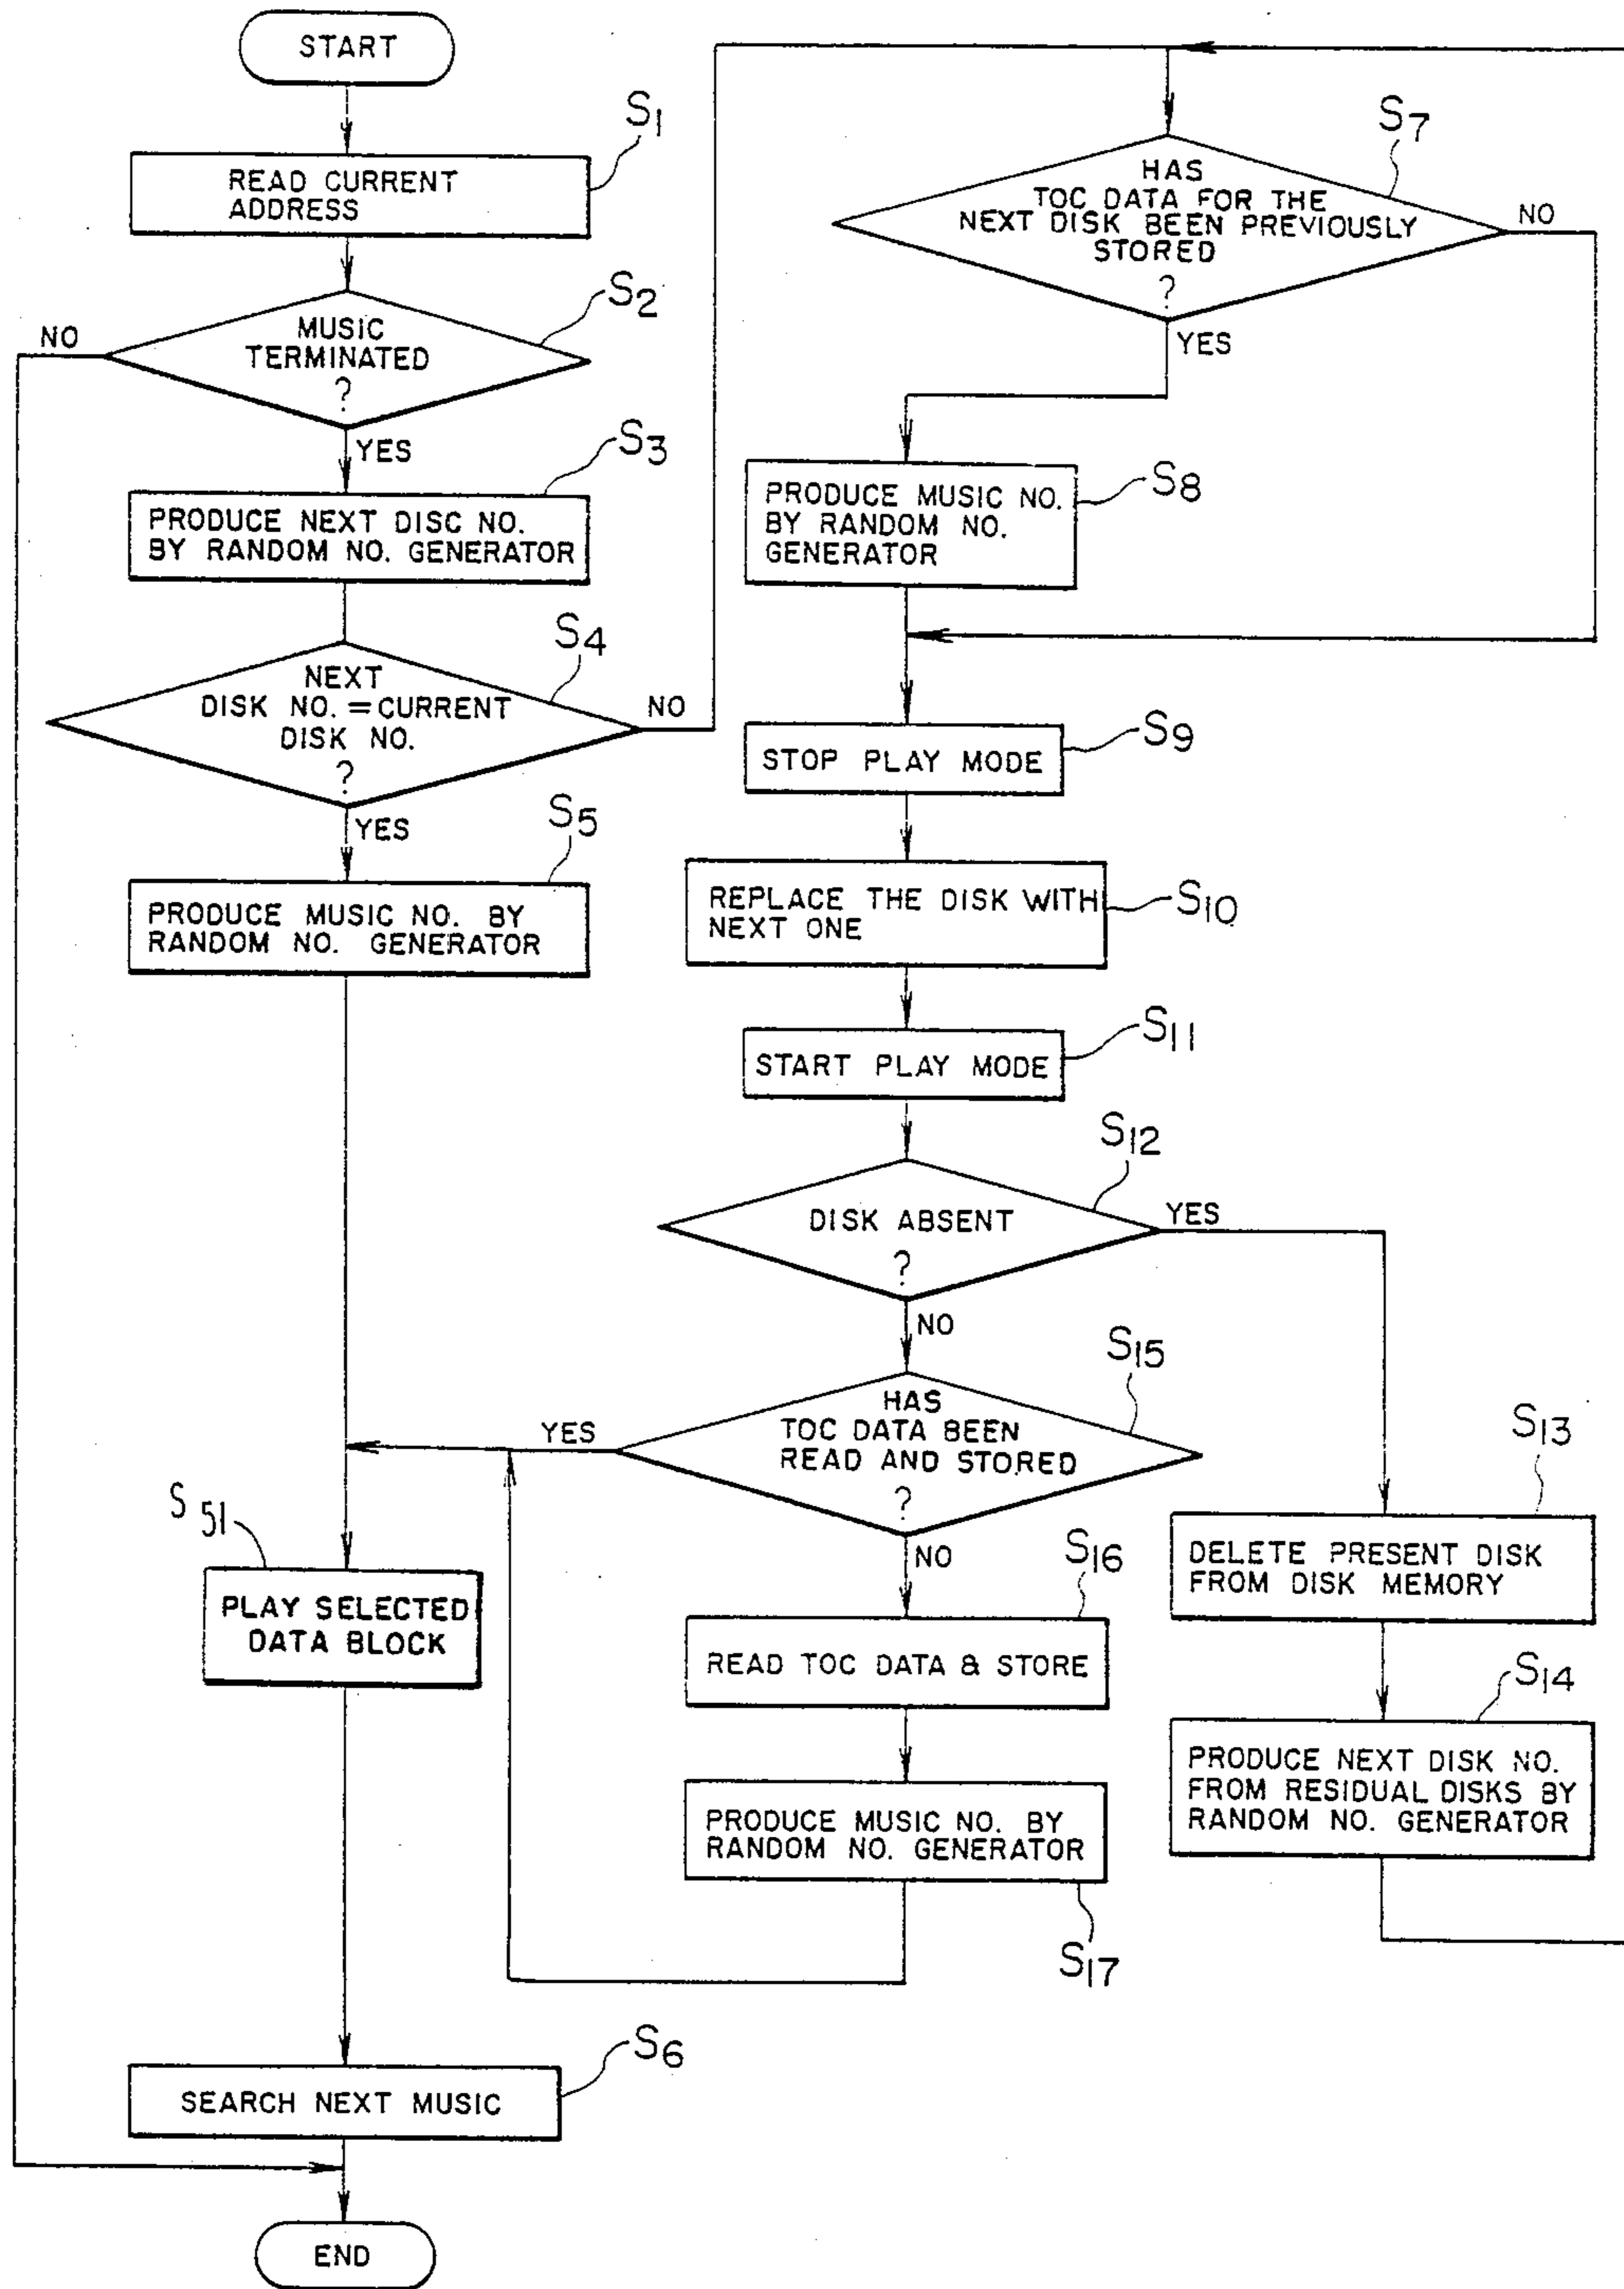 START
S1
READ CURRENT
ADDRESS
S2
MUSIC
TERMINATED
?
NO
YES
S3
PRODUCE NEXT DISC NO.
BY RANDOM NO. GENERATOR
S4
NEXT
DISK NO. = CURRENT
DISK NO.
?
NO
YES
S5
PRODUCE MUSIC NO. BY
RANDOM NO. GENERATOR
S51
PLAY SELECTED
DATA BLOCK
S6
SEARCH NEXT MUSIC
END
S7
HAS
TOC DATA FOR THE
NEXT DISK BEEN PREVIOUSLY
STORED
?
NO
YES
S8
PRODUCE MUSIC NO.
BY RANDOM NO.
GENERATOR
S9
STOP PLAY MODE
S10
REPLACE THE DISK WITH
NEXT ONE
S11
START PLAY MODE
S12
DISK ABSENT
?
YES
NO
S15
HAS
TOC DATA BEEN
READ AND STORED
?
YES
NO
S16
READ TOC DATA & STORE
PRODUCE MUSIC NO. BY
RANDOM NO. GENERATOR
S17
S13
DELETE PRESENT DISK
FROM DISK MEMORY
S14
PRODUCE NEXT DISK NO.
FROM RESIDUAL DISKS BY
RANDOM NO. GENERATOR